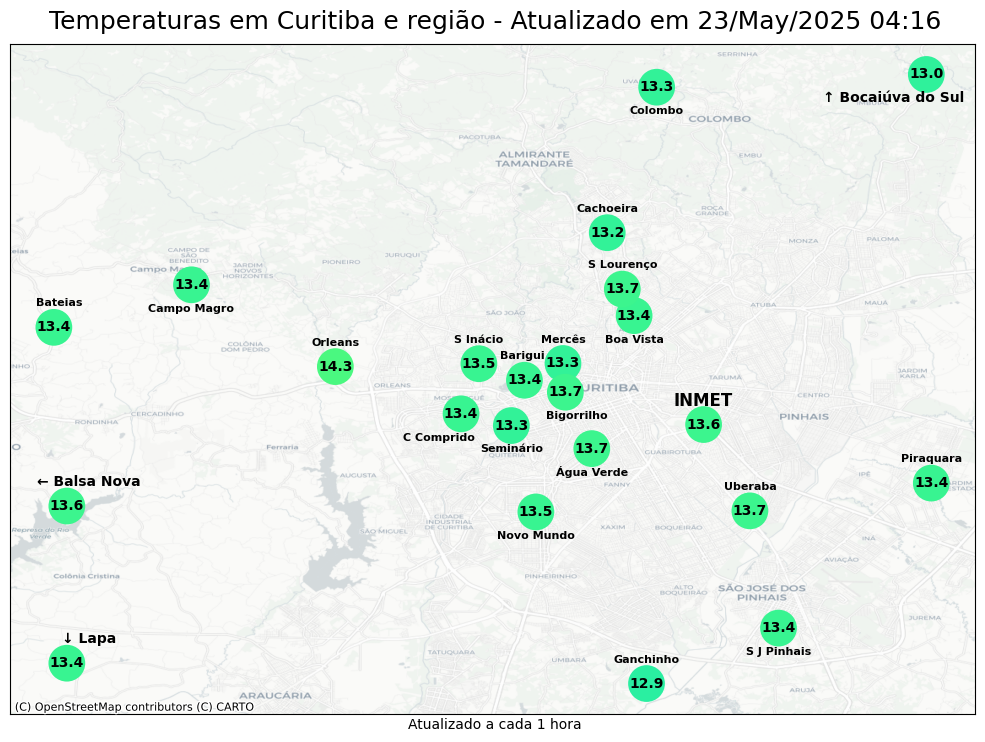 Temperaturas em Curitiba e região - Atualizado em 23/May/2025 04:16
SERRINHA
13.0
↑ Bocaiúva do Sul
13.3
Colombo
COLOMBO
PACOTUBA
ALMIRANTE
TAMANDARÉ
EMBU
ROÇA
GRANDE
Cachoeira
13.2
MONZA
PALOMA
CAMPO DE
SÃO
BENEDITO
JARDIM
NOVOS
HORIZONTES
PIONEIRO
JURUQUI
S Lourenço
13.7
13.4
Campo Magro
Bateias
13.4
ATUBA
MAUÁ
SÃO JOÃO
13.4
Boa Vista
COLÔNIA
DOM PEDRO
Orleans
14.3
S Inácio
13.5
Barigui
13.4
Mercês
13.3
13.7
Bigorrilho
ORLEANS
TARUMÃ
JARDIM
KARLA
CENTRO
INMET
13.6
PINHAIS
13.4
C Comprido
13.3
Seminário
CERCADINHO
RONDINHA
Ferraria
13.7
Água Verde
GUABIROTUBA
FANNY
AUGUSTA
IPÊ
Piraquara
13.4
← Balsa Nova
13.6
Uberaba
13.7
13.5
Novo Mundo
CIDADE
INDUSTRIAL
DE CURITIBA
SÃO MIGUEL
XAXIM
BOQUEIRÃO
INÁ
AVIAÇÃO
Colônia Cristina
PINHEIRINHO
ALTO
BOQUEIRÃO
SÃO JOSÉ DOS
PINHAIS
JUREMA
13.4
S J Pinhais
↓ Lapa
13.4
TATUQUARA
UMBARÁ
Ganchinho
12.9
ARUJÁ
ARAUCÁRIA
(C) OpenStreetMap contributors (C) CARTO
Atualizado a cada 1 hora